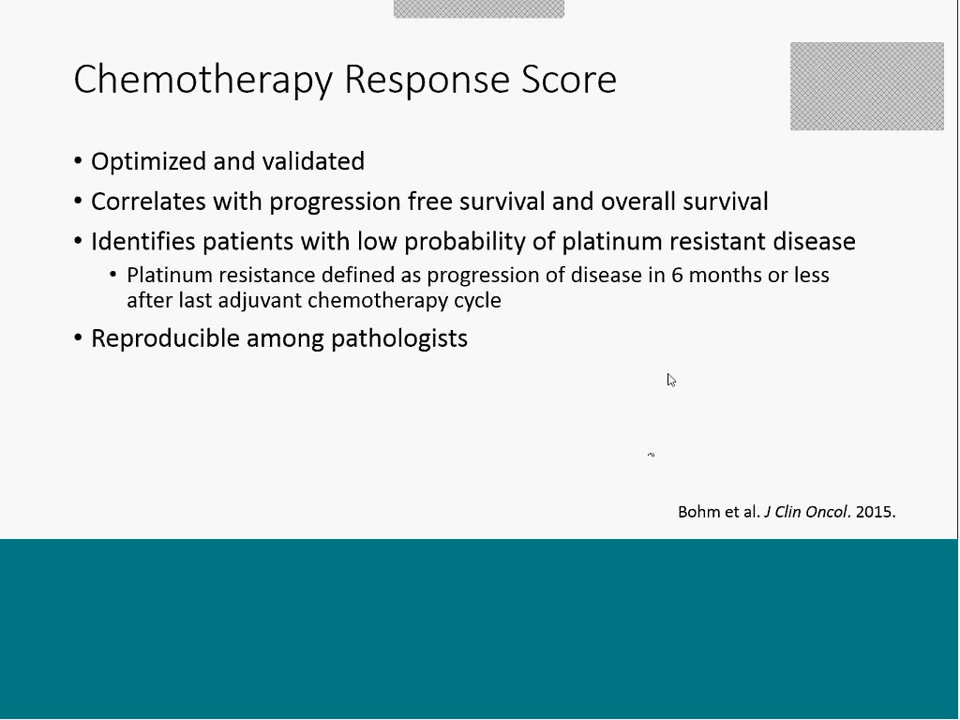 Chemotherapy Response Score
• Optimized and validated
• Correlates with progression free survival and overall survival
• Identifies patients with low probability of platinum resistant disease
• Platinum resistance defined as progression of disease in 6 months or less
after last adjuvant chemotherapy cycle
• Reproducible among pathologists
Bohm et al. J Clin Oncol. 2015.